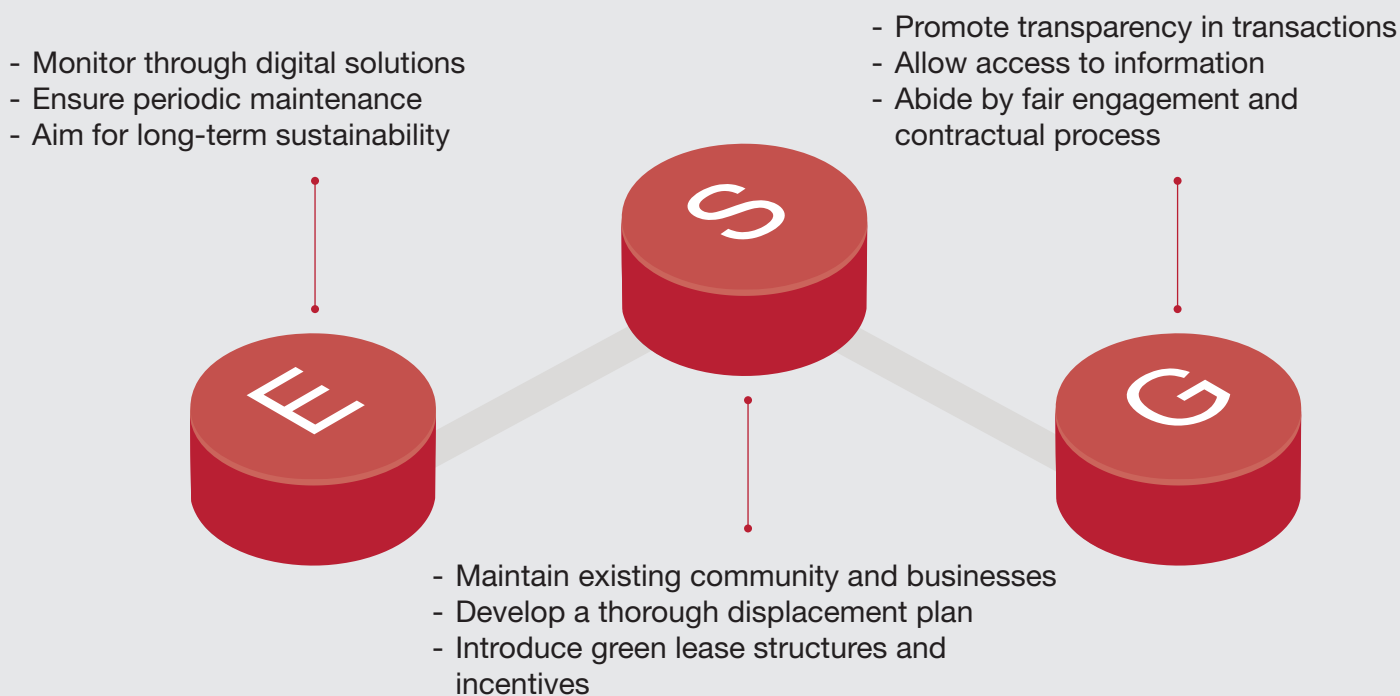 - Monitor through digital solutions
- Ensure periodic maintenance
- Aim for long-term sustainability
- Promote transparency in transactions
- Allow access to information
- Abide by fair engagement and
contractual process
E
S
G
- Maintain existing community and businesses
- Develop a thorough displacement plan
- Introduce green lease structures and
incentives